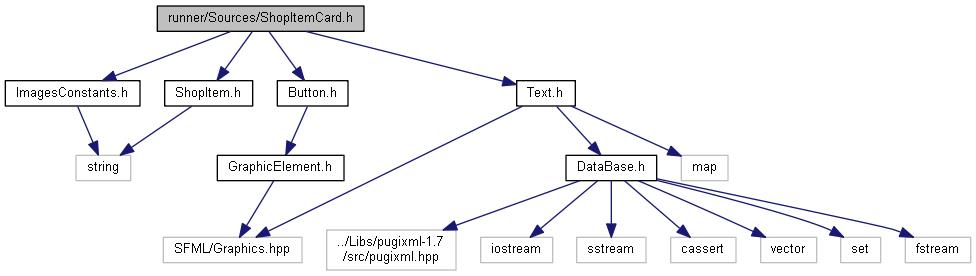 runner/Sources/ShopItemCard.h
ImagesConstants.h
ShopItem.h
Button.h
Text.h
string
GraphicElement.h
DataBase.h
map
SFML/Graphics.hpp
../Libs/pugixml-1.7
/src/pugixml.hpp
iostream
sstream
cassert
vector
set
fstream